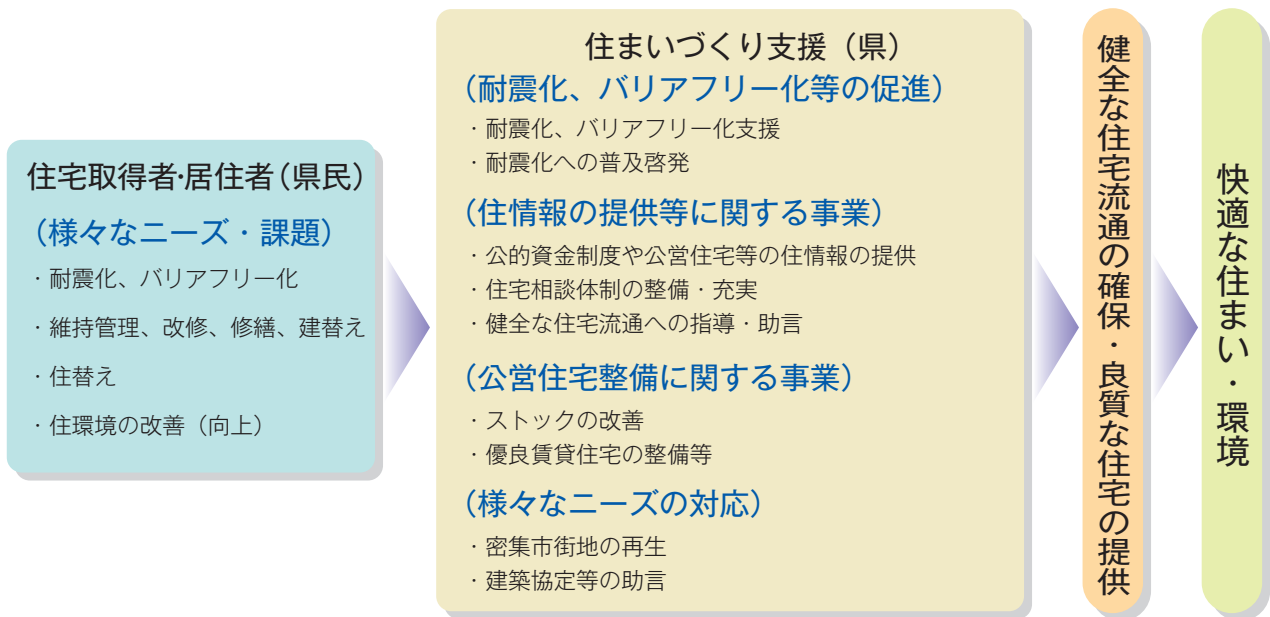 住宅取得者・居住者（県民）
（様々なニーズ・課題）
・耐震化、バリアフリー化
・維持管理、改修、修繕、建替え
・住替え
・住環境の改善（向上）
住まいづくり支援（県）
（耐震化、バリアフリー化等の促進）
・耐震化、バリアフリー化支援
・耐震化への普及啓発
（住情報の提供等に関する事業）
・公的資金制度や公営住宅等の住情報の提供
・住宅相談体制の整備・充実
・健全な住宅流通への指導・助言
（公営住宅整備に関する事業）
・ストックの改善
・優良賃貸住宅の整備等
（様々なニーズの対応）
・密集市街地の再生
・建築協定等の助言
健全な住宅流通の確保・良質な住宅の提供
快適な住まい・環境